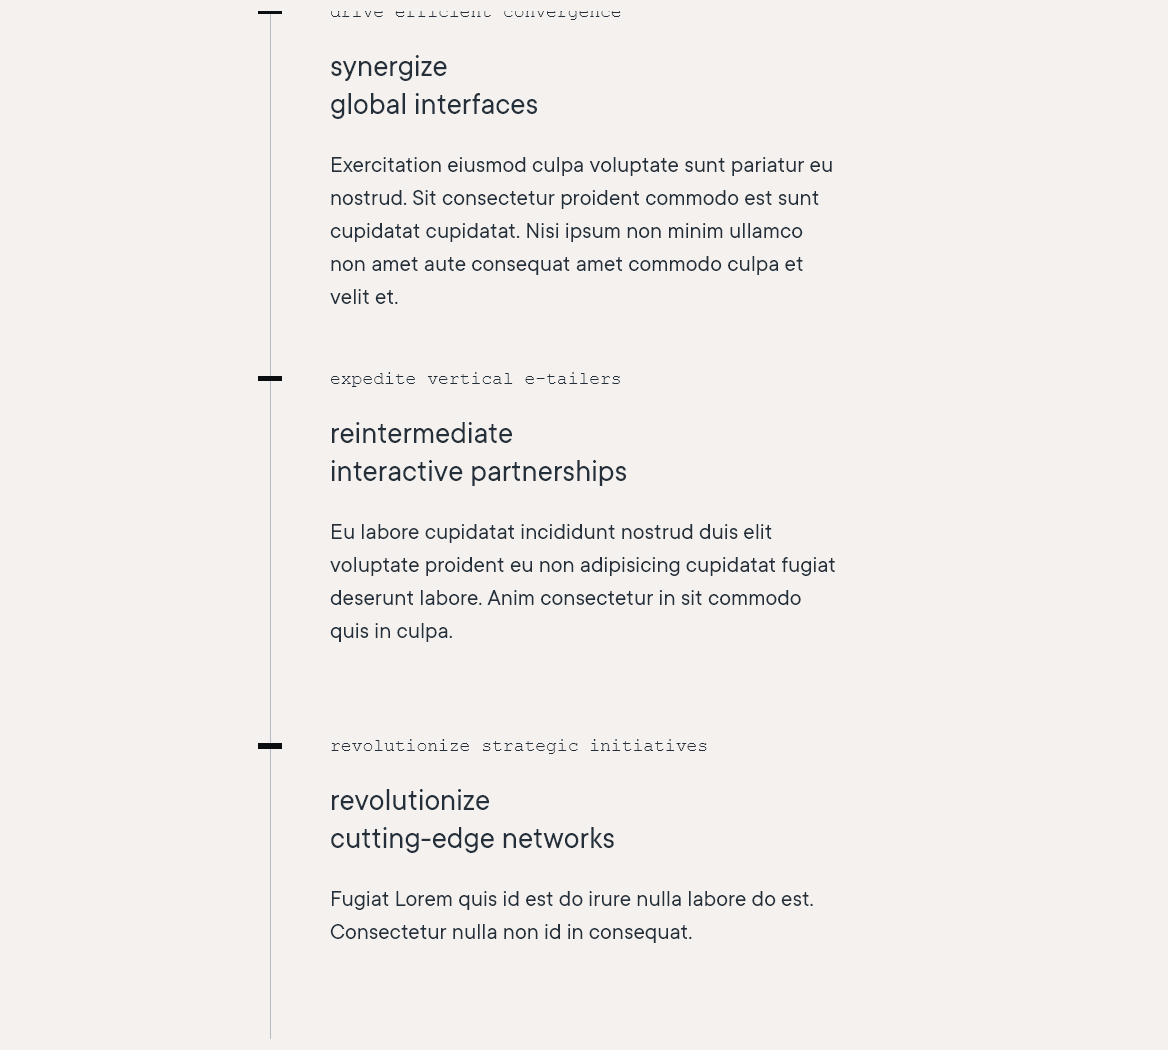 drive efficient convergence
synergize
global interfaces
Exercitation eiusmod culpa voluptate sunt pariatur eu
nostrud. Sit consectetur proident commodo est sunt
cupidatat cupidatat. Nisi ipsum non minim ullamco
non amet aute consequat amet commodo culpa et
velit et.
expedite vertical e-tailers
reintermediate
interactive partnerships
Eu labore cupidatat incididunt nostrud duis elit
voluptate proident eu non adipisicing cupidatat fugiat
deserunt labore. Anim consectetur in sit commodo
quis in culpa.
revolutionize strategic initiatives
revolutionize
cutting-edge networks
Fugiat Lorem quis id est do irure nulla labore do est.
Consectetur nulla non id in consequat.